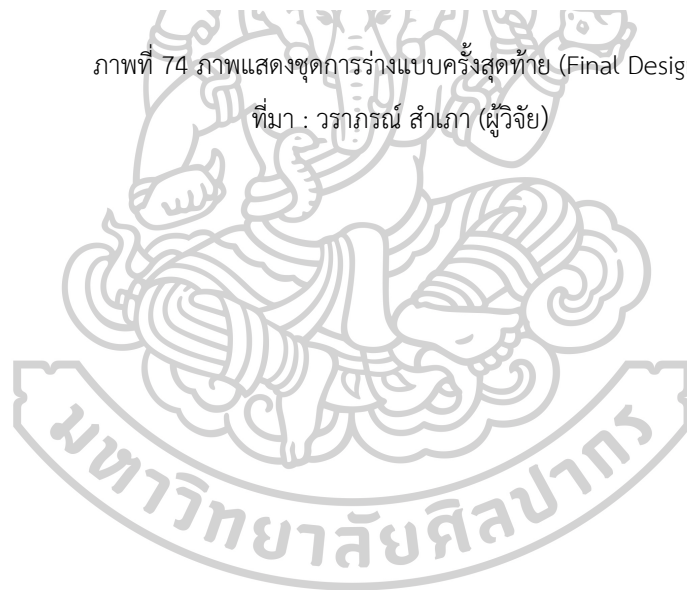 ภาพที่ 74 ภาพแสดงชุดการร่างแบบครั้งสุดท้าย (Final Desig
ที่มา : วราภรณ์ สำเภา (ผู้วิจัย)
มหาวิทยาลัยศิลปากร